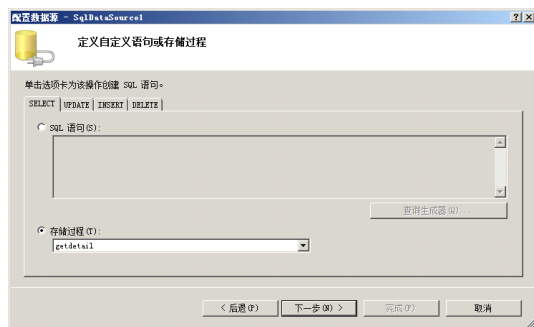 配置数据源 - SqlDataSource1
定义自定义语句或存储过程
单击选项卡为该操作创建 SQL 语句。
SELECT UPDATE INSERT DELETE
SQL 语句(S):
查询生成器(Q)...
存储过程(T):
getdetail
< 后退(P) 下一步(N) > 完成(F) 取消